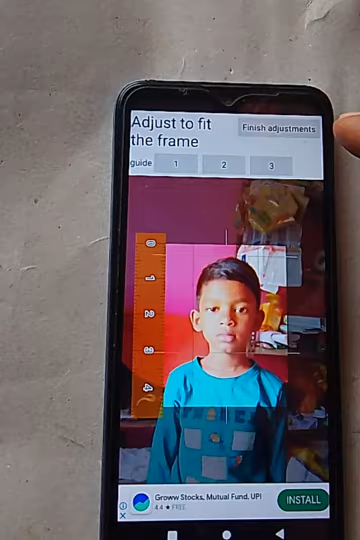 Adjust to fit
the frame
Finish adjustments
guide 1 2 3
0
1
2
3
4
Groww Stocks, Mutual Fund, UPI
4.4 ★ FREE
INSTALL